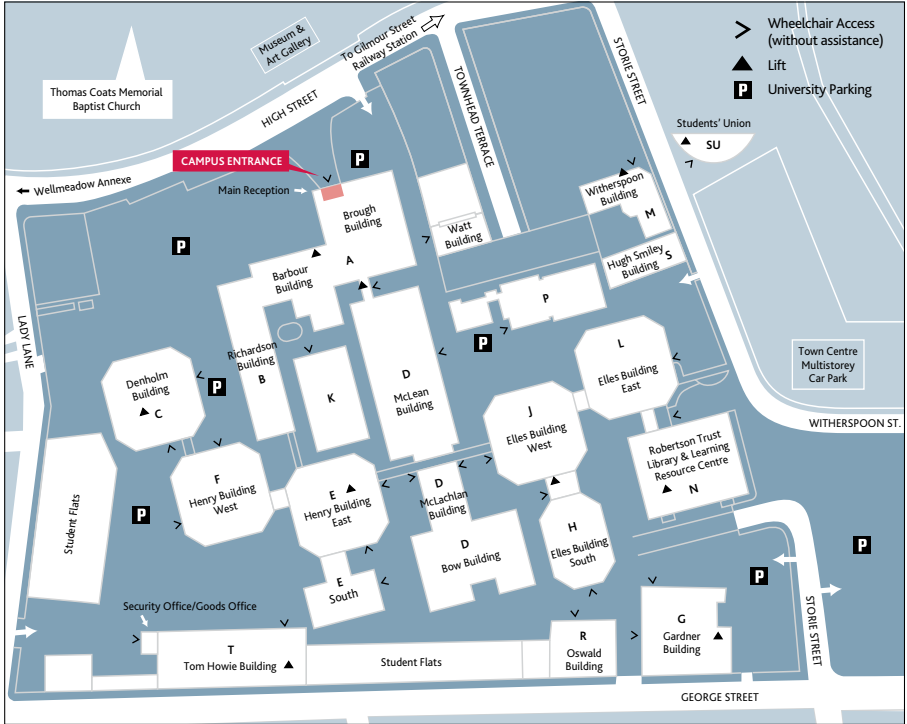 Museum &
Art Gallery
To Gilmour Street
Railway Station
Wheelchair Access
(without assistance)
Lift
P
University Parking
Thomas Coats Memorial
Baptist Church
HIGH STREET
TOWNHEAD TERRACE
STORIE STREET
Students' Union
SU
CAMPUS ENTRANCE
P
Wellmeadow Annexe
Main Reception
Witherspoon
Building
M
Brough
Building
Watt
Building
P
Hugh Smiley
Building
S
A
Barbour
Building
P
LADY LANE
P
L
Elles Building
East
Richardson
Building
B
K
D
McLean
Building
Denholm
Building
C
P
Town Centre
Multistorey
Car Park
J
Elles Building
West
WITHERSPOON ST.
Robertson Trust
Library & Learning
Resource Centre
N
F
Henry Building
West
E
Henry Building
East
D
McLachlan
Building
P
Student Flats
H
Elles Building
South
D
Bow Building
P
P
E
South
STORIE STREET
Security Office/Goods Office
T
Tom Howie Building
Student Flats
R
Oswald
Building
G
Gardner
Building
GEORGE STREET